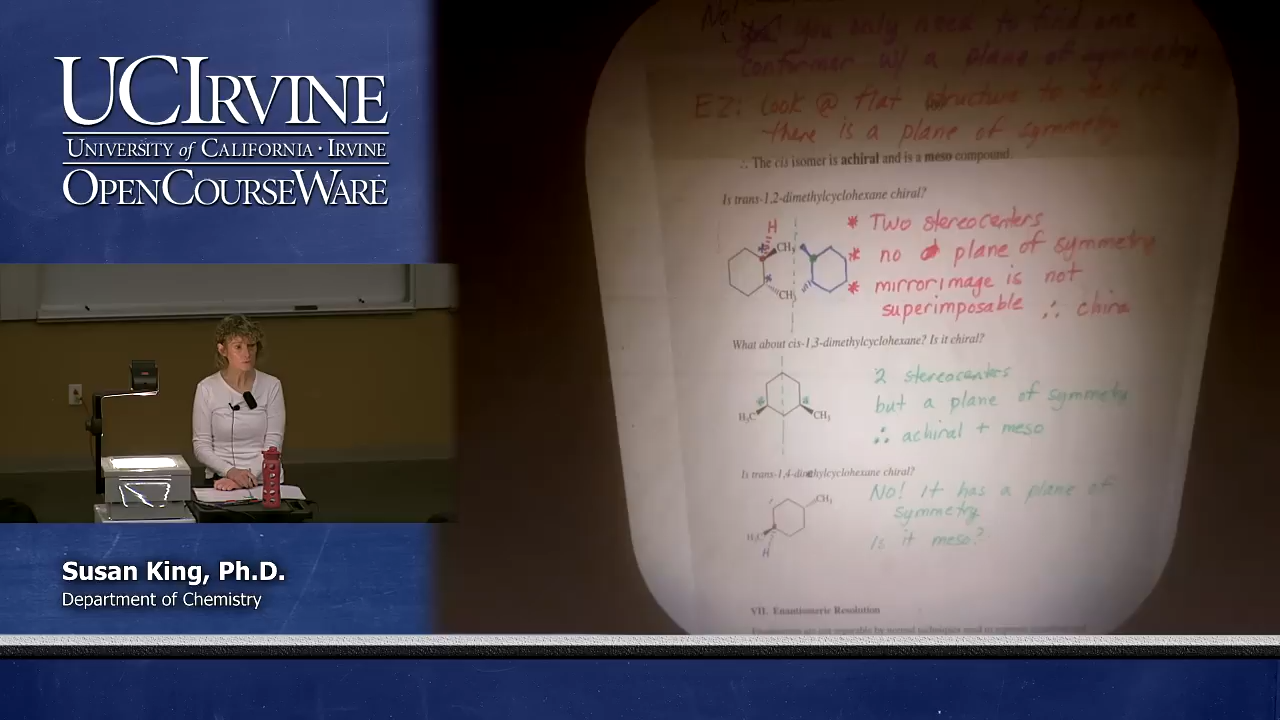 UCIRVINE
UNIVERSITY of CALIFORNIA · IRVINE
OPENCOURSEWARE
Susan King, Ph.D.
Department of Chemistry
No!
Yes! you only need to find one
conformer w/ a plane of symmetry
EZ: Look @ flat structure to tell if
there is a plane of symmetry
∴ The cis isomer is achiral and is a meso compound.
Is trans-1,2-dimethylcyclohexane chiral?
H
CH₃
CH₃
* Two stereocenters
* no plane of symmetry
* mirror image is not
superimposable ∴ chira
What about cis-1,3-dimethylcyclohexane? Is it chiral?
H₃C
CH₃
2 stereocenters
but a plane of symmetry
∴ achiral + meso
Is trans-1,4-dimethylcyclohexane chiral?
CH₃
H₃C
H
No! It has a plane of
symmetry
Is it meso?
VII. Enantiomeric Resolution